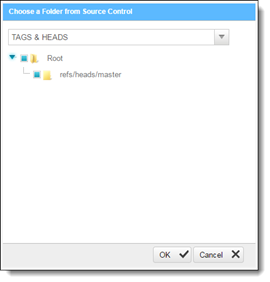 Choose a Folder from Source Control
TAGS & HEADS
Root
refs/heads/master
OK
Cancel